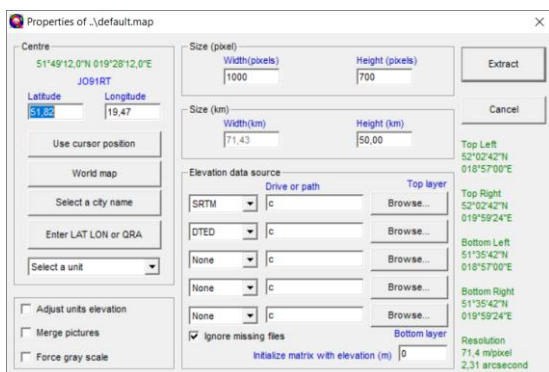 Properties of ..\default.map
Centre
51°49'12,0"N 019°28'12,0"E
JO91RT
Latitude Longitude
51,82 19,47
Use cursor position
World map
Select a city name
Enter LAT LON or QRA
Select a unit
Adjust units elevation
Merge pictures
Force gray scale
Size (pixel)
Width(pixels) Height (pixels)
1000 700
Size (km)
Width(km) Height (km)
71,43 50,00
Elevation data source
Drive or path Top layer
SRTM c Browse...
DTED c Browse...
None c Browse...
None c Browse...
None c Browse...
Ignore missing files Bottom layer
Initialize matrix with elevation (m) 0
Extract
Cancel
Top Left
52°02'42"N
018°57'00"E
Top Right
52°02'42"N
019°59'24"E
Bottom Left
51°35'42"N
018°57'00"E
Bottom Right
51°35'42"N
019°59'24"E
Resolution
71,4 m/pixel
2,31 arcsecond